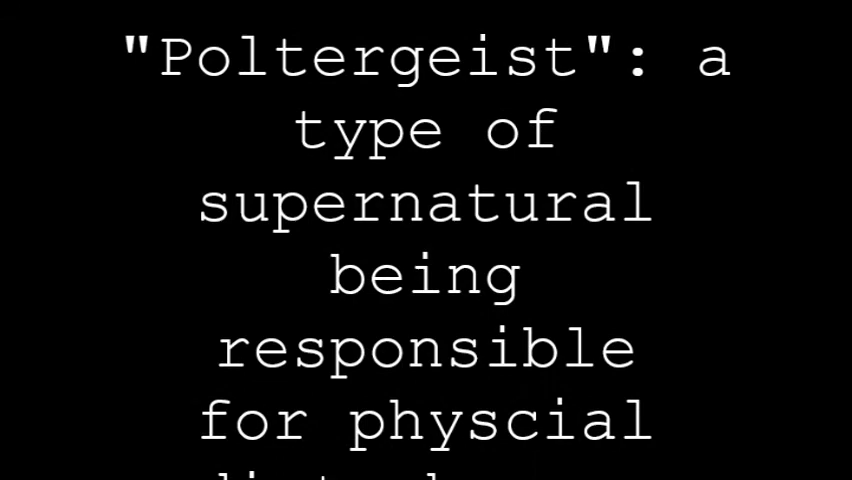 "Poltergeist": a
type of
supernatural
being
responsible
for physcial